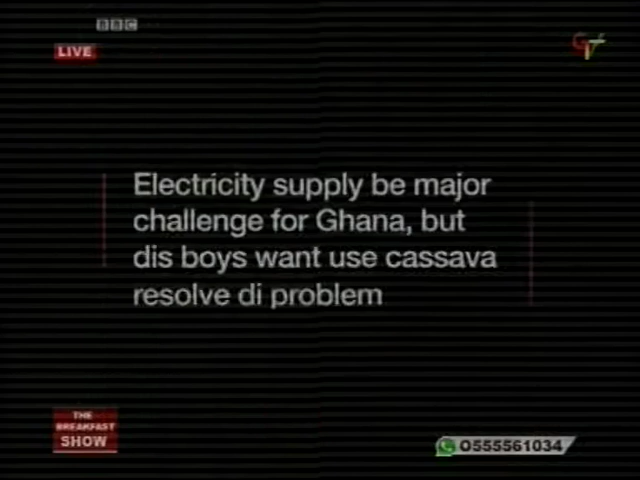 BBC
LIVE
GTV
Electricity supply be major
challenge for Ghana, but
dis boys want use cassava
resolve di problem
THE
BREAKFAST
SHOW
0555561034